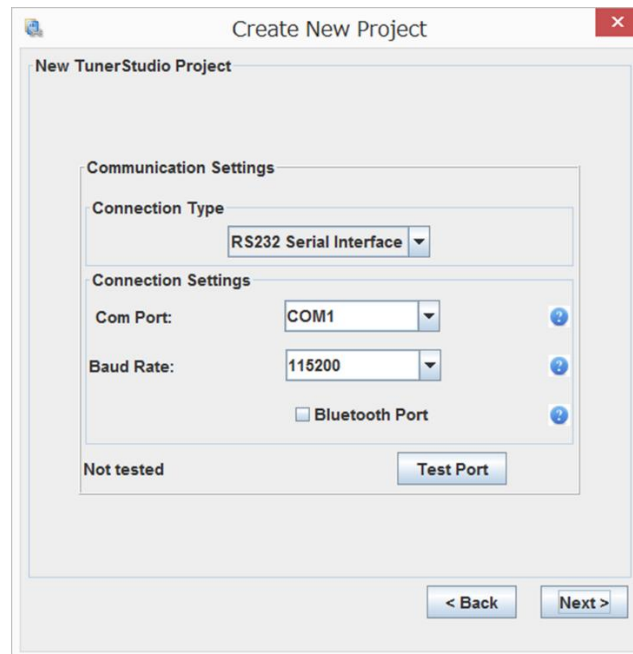 Create New Project
New TunerStudio Project
Communication Settings
Connection Type
RS232 Serial Interface
Connection Settings
Com Port: COM1
Baud Rate: 115200
Bluetooth Port
Not tested Test Port
< Back Next >